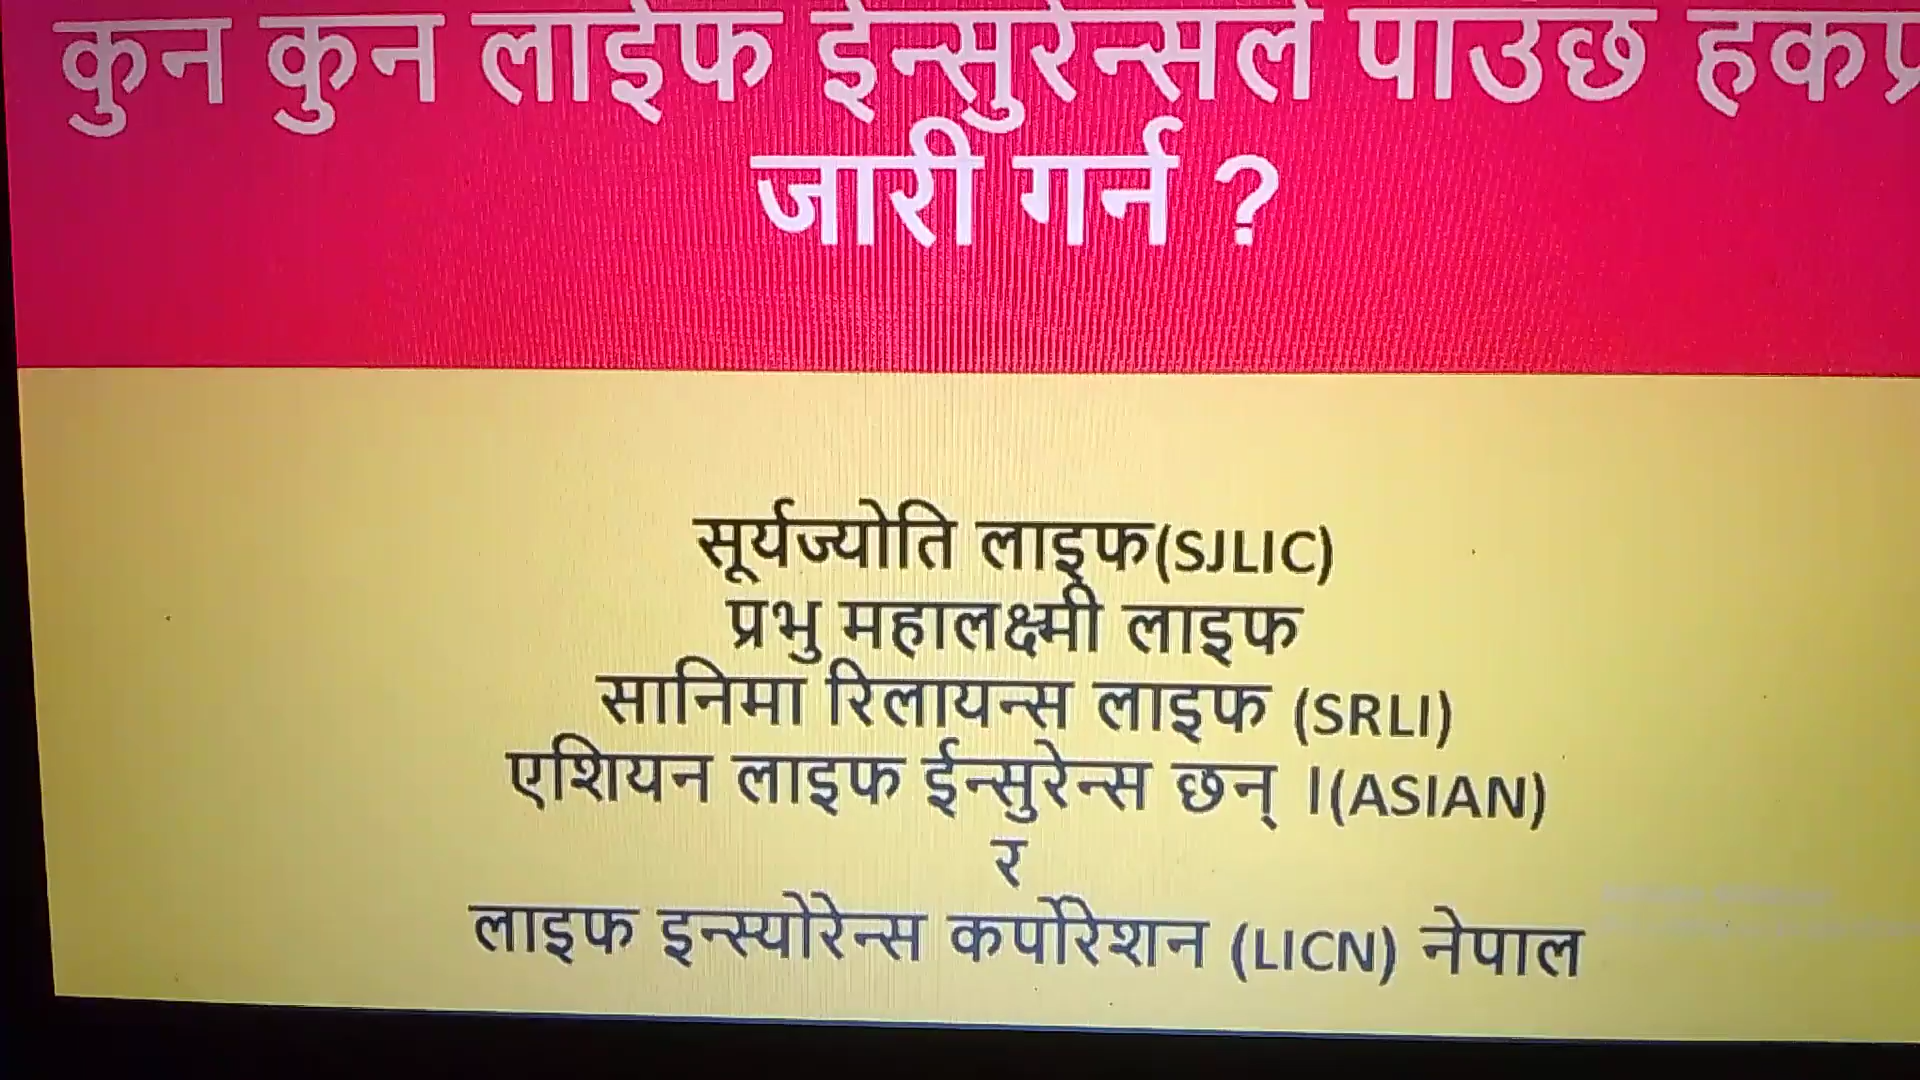 कुन कुन लाईफ ईन्सुरेन्सले पाउँछ हकप्र
जारी गर्न ?
सूर्यज्योति लाइफ(SJLIC)
प्रभु महालक्ष्मी लाइफ
सानिमा रिलायन्स लाइफ (SRLI)
एशियन लाइफ ईन्सुरेन्स छन् ।(ASIAN)
र
लाइफ इन्स्योरेन्स कर्पोरेशन (LICN) नेपाल